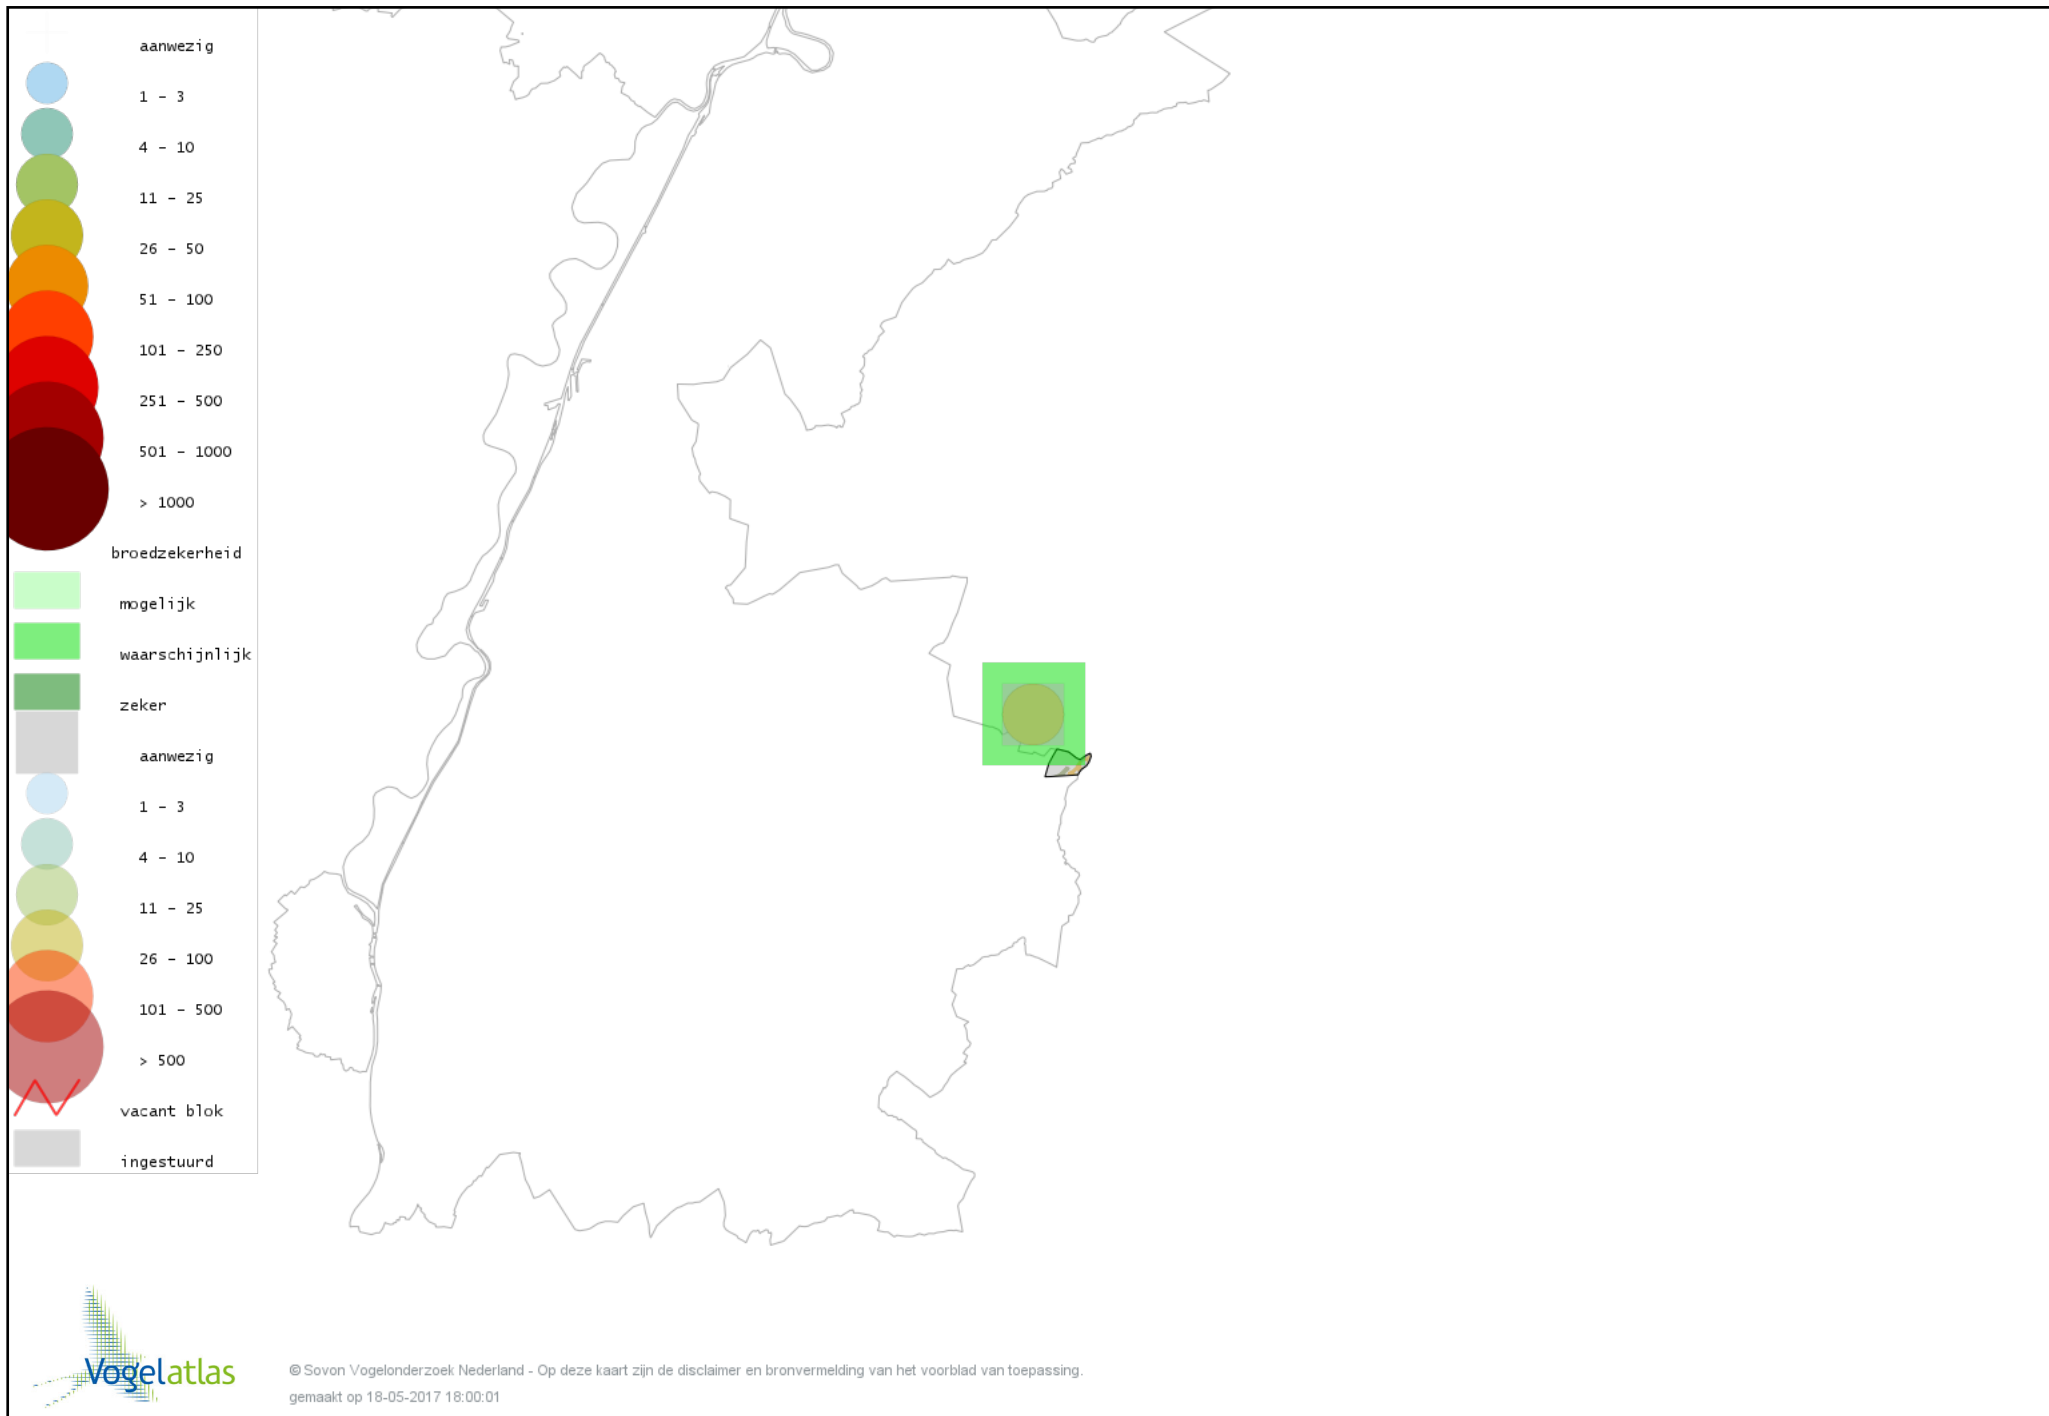 aanwezig
1 – 3
4 – 10
11 – 25
26 – 50
51 – 100
101 – 250
251 – 500
501 – 1000
> 1000
broedzekerheid
mogelijk
waarschijnlijk
zeker
aanwezig
1 – 3
4 – 10
11 – 25
26 – 100
101 – 500
> 500
vacant blok
ingestuurd
Vogelatlas
© Sovon Vogelonderzoek Nederland - Op deze kaart zijn de disclaimer en bronvermelding van het voorblad van toepassing.
gemaakt op 18-05-2017 18:00:01